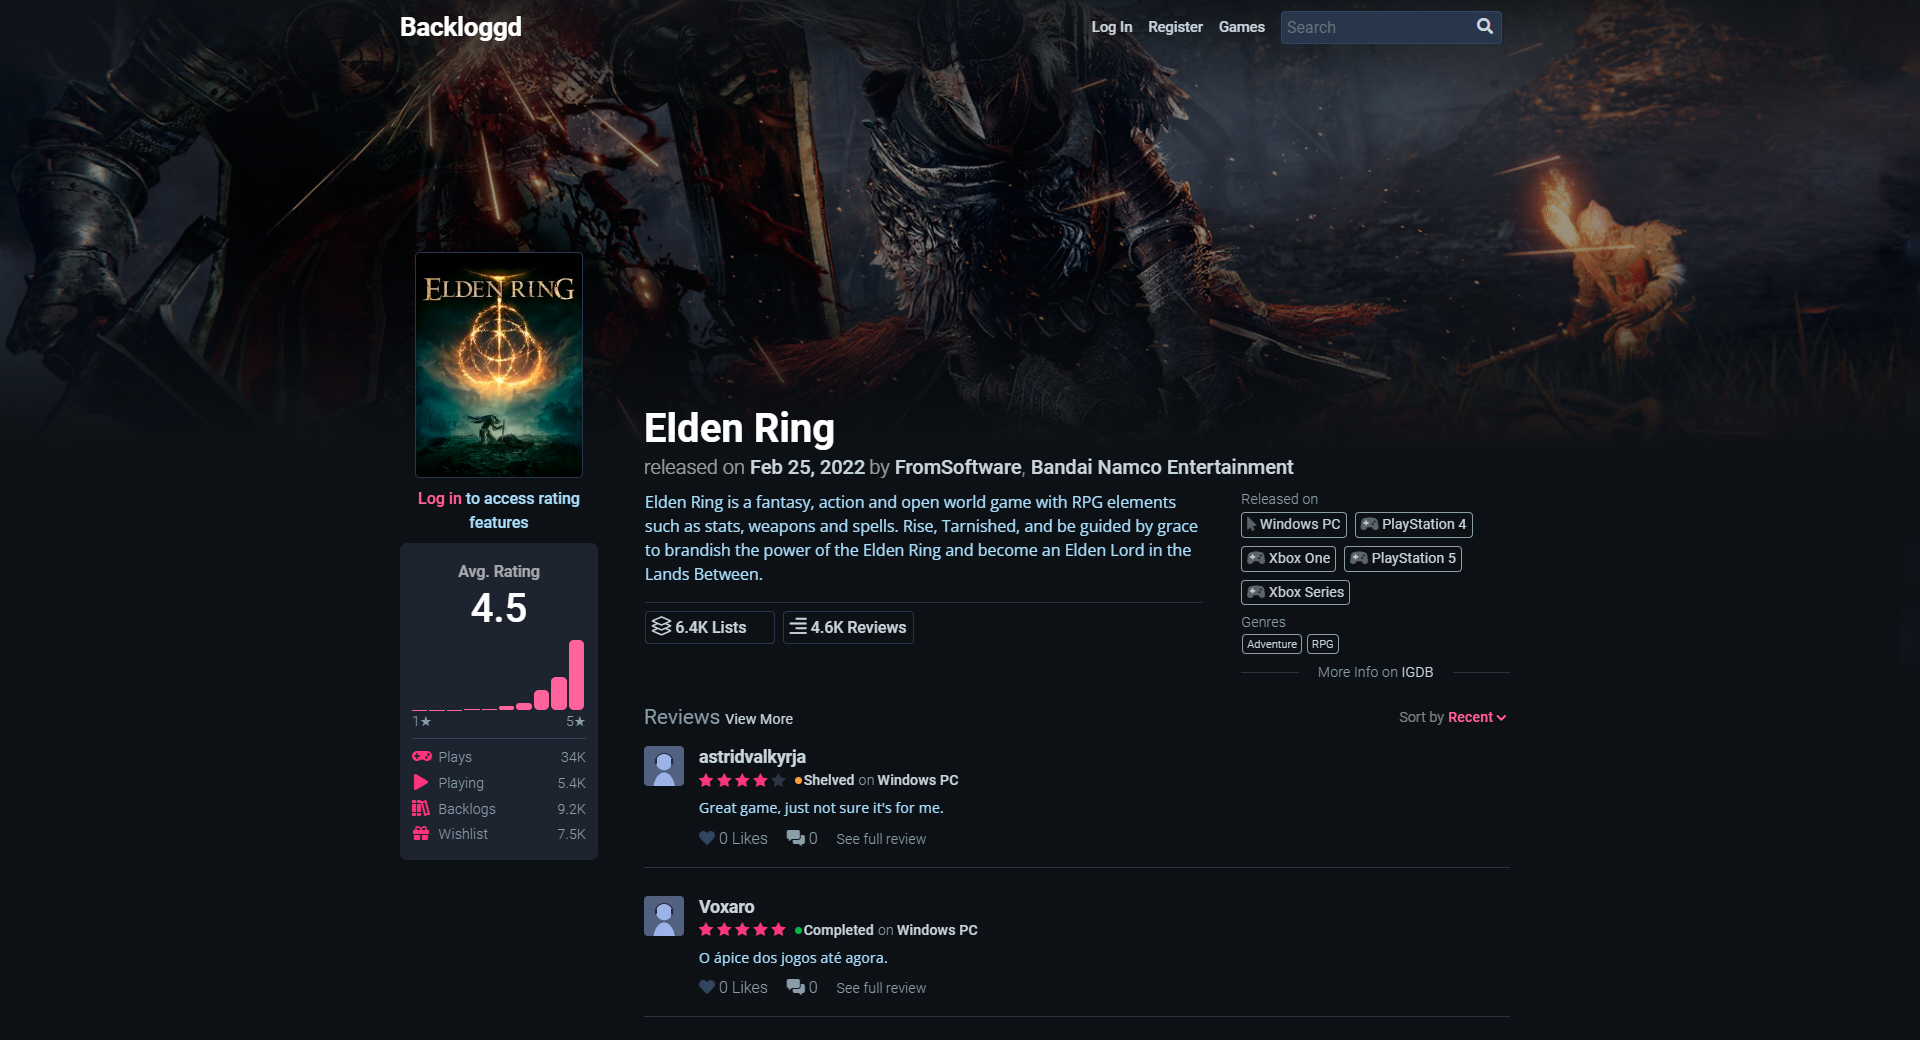 Backloggd
Log In Register Games Search
ELDEN RING
Elden Ring
released on Feb 25, 2022 by FromSoftware, Bandai Namco Entertainment
Log in to access rating
features
Elden Ring is a fantasy, action and open world game with RPG elements
such as stats, weapons and spells. Rise, Tarnished, and be guided by grace
to brandish the power of the Elden Ring and become an Elden Lord in the
Lands Between.
6.4K Lists 4.6K Reviews
Released on
Windows PC PlayStation 4
Xbox One PlayStation 5
Xbox Series
Genres
Adventure RPG
More Info on IGDB
Avg. Rating
4.5
1★ 5★
Plays 34K
Playing 5.4K
Backlogs 9.2K
Wishlist 7.5K
Reviews View More
Sort by Recent
astridvalkyrja
Shelved on Windows PC
Great game, just not sure it's for me.
0 Likes 0 See full review
Voxaro
Completed on Windows PC
O ápice dos jogos até agora.
0 Likes 0 See full review